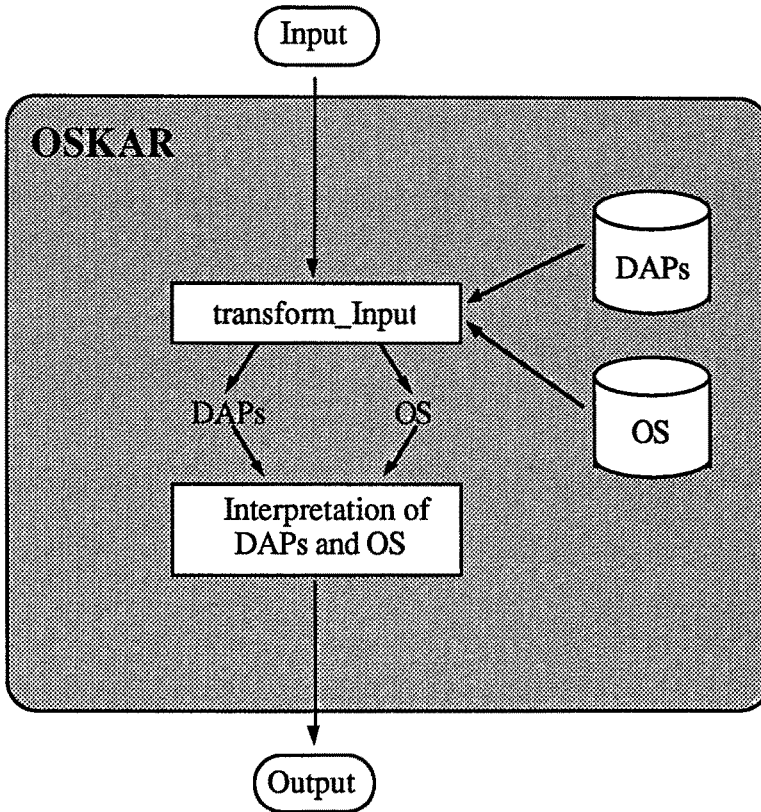 Input
OSKAR
DAPs
transform_Input
DAPs
OS
OS
Interpretation of
DAPs and OS
Output